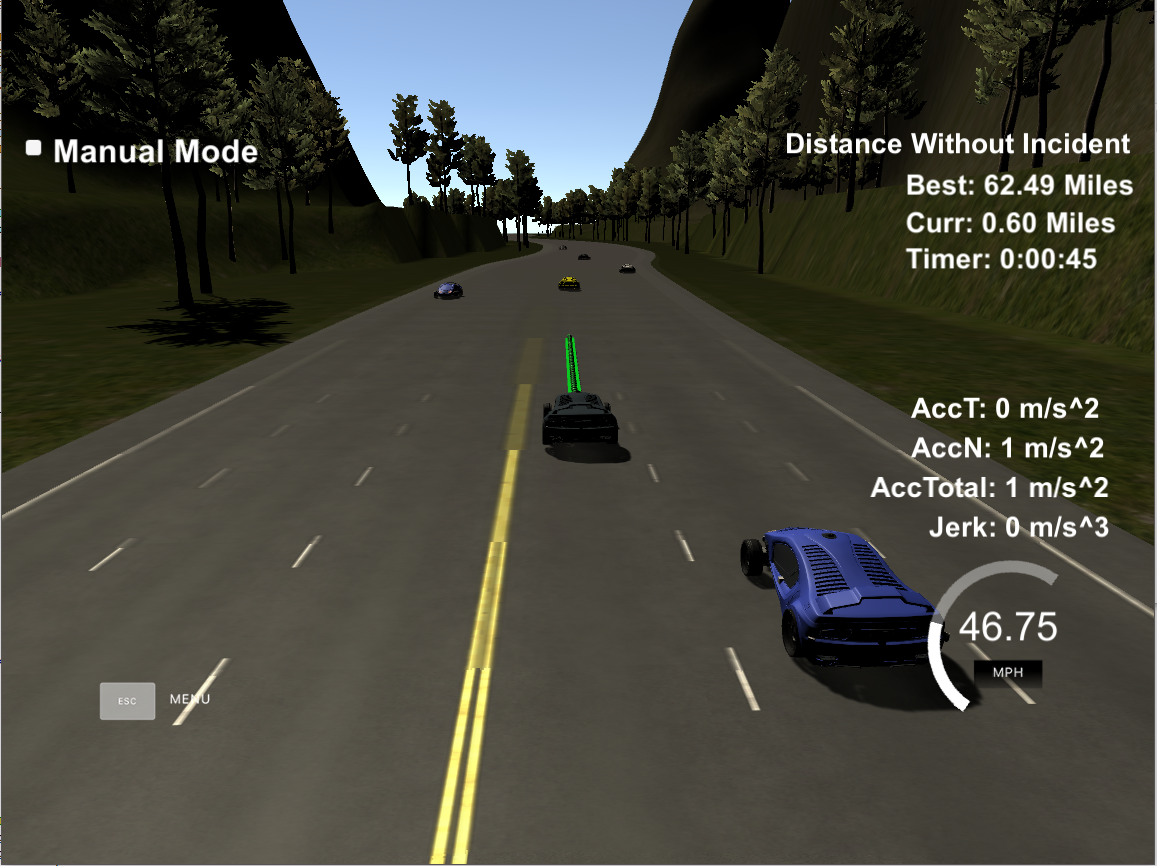 Manual Mode
Distance Without Incident
Best: 62.49 Miles
Curr: 0.60 Miles
Timer: 0:00:45
AccT: 0 m/s^2
AccN: 1 m/s^2
AccTotal: 1 m/s^2
Jerk: 0 m/s^3
46.75
MPH
ESC MENU